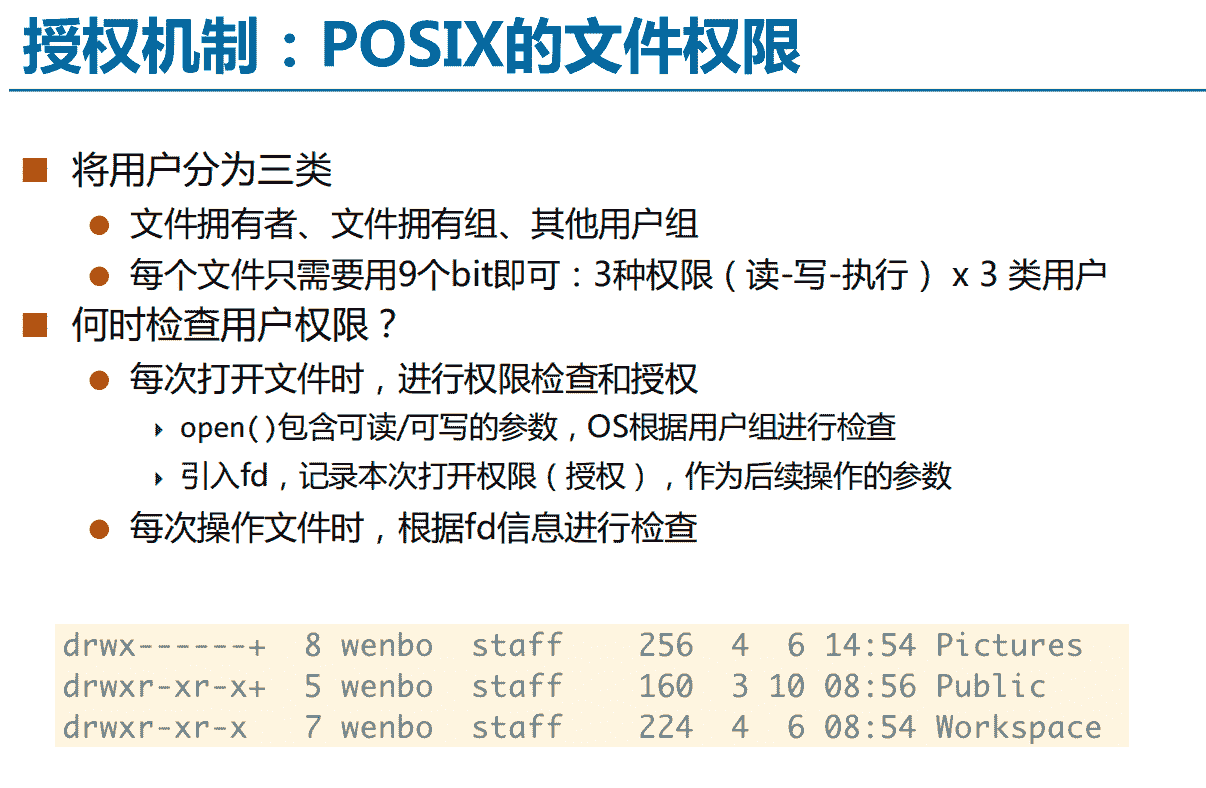 授权机制：POSIX的文件权限
将用户分为三类
文件拥有者、文件拥有组、其他用户组
每个文件只需要用9个bit即可：3种权限（读-写-执行） x 3 类用户
何时检查用户权限？
每次打开文件时，进行权限检查和授权
open()包含可读/可写的参数，OS根据用户组进行检查
引入fd，记录本次打开权限（授权），作为后续操作的参数
每次操作文件时，根据fd信息进行检查
drwx------+  8 wenbo  staff    256  4  6 14:54 Pictures
drwxr-xr-x+  5 wenbo  staff    160  3 10 08:56 Public
drwxr-xr-x   7 wenbo  staff    224  4  6 08:54 Workspace